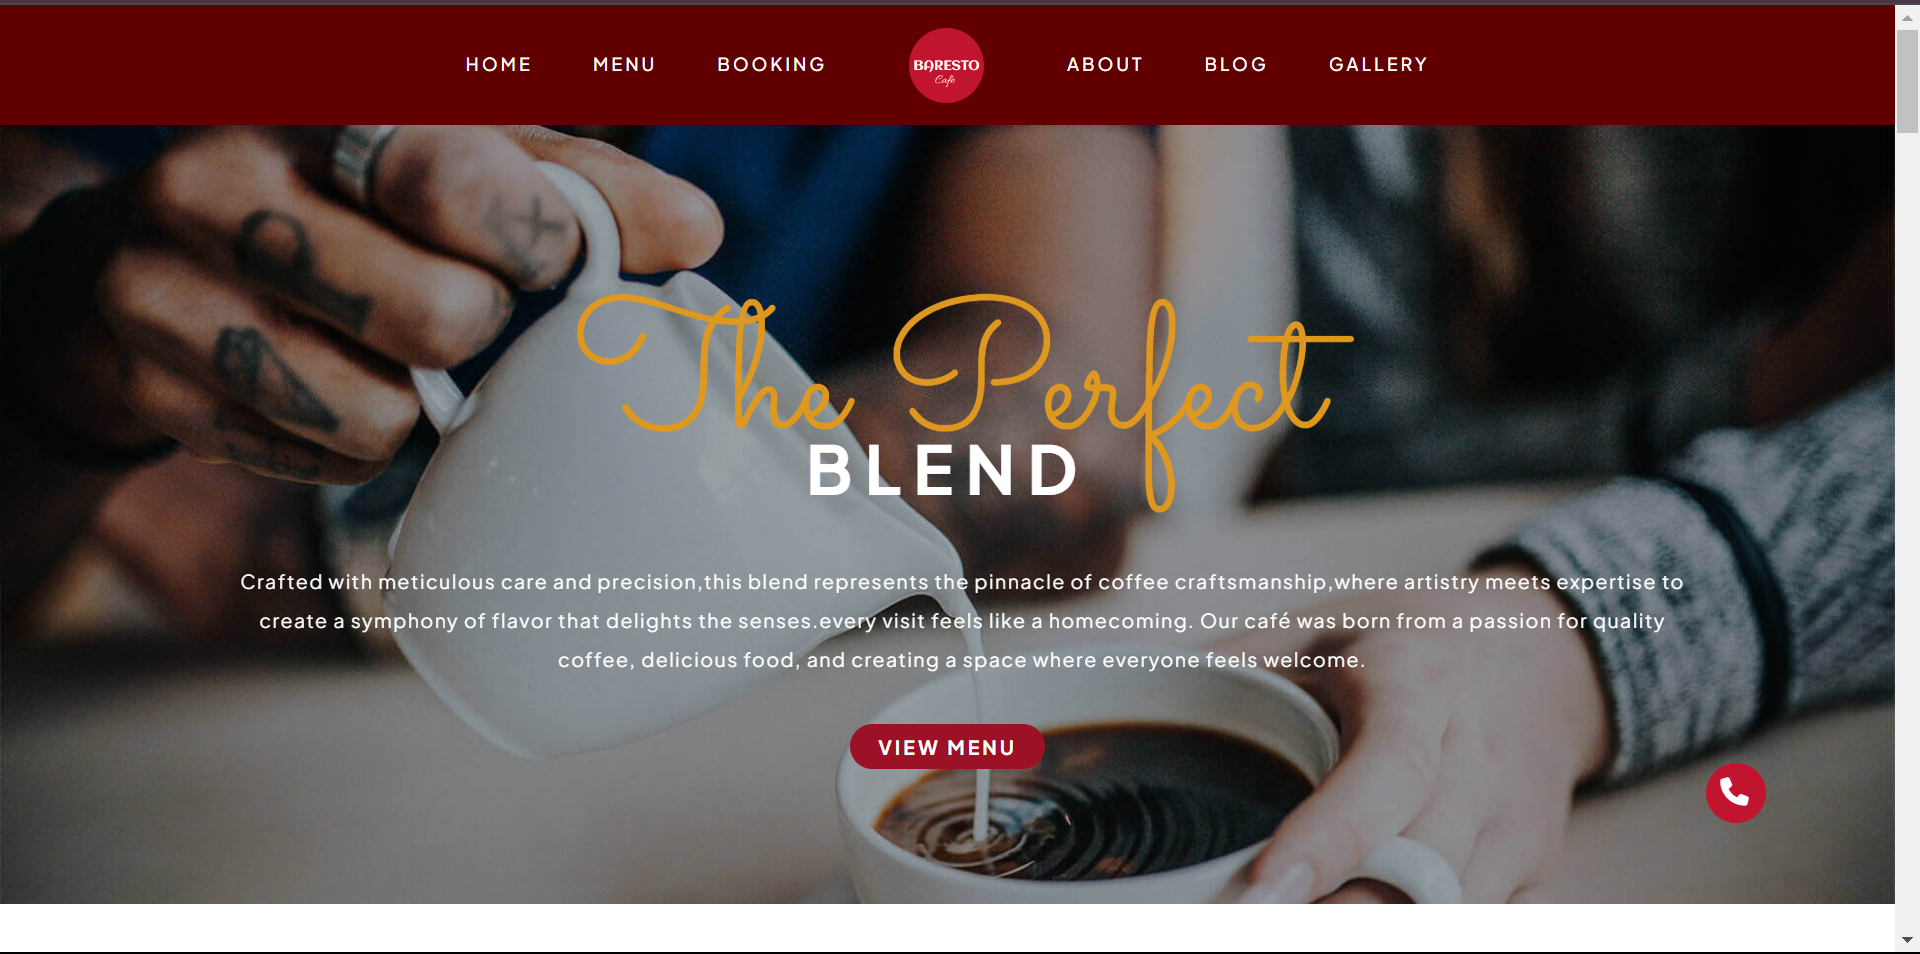 HOME MENU BOOKING BARESTO Café ABOUT BLOG GALLERY
The Perfect
BLEND
Crafted with meticulous care and precision,this blend represents the pinnacle of coffee craftsmanship,where artistry meets expertise to
create a symphony of flavor that delights the senses.every visit feels like a homecoming. Our café was born from a passion for quality
coffee, delicious food, and creating a space where everyone feels welcome.
VIEW MENU